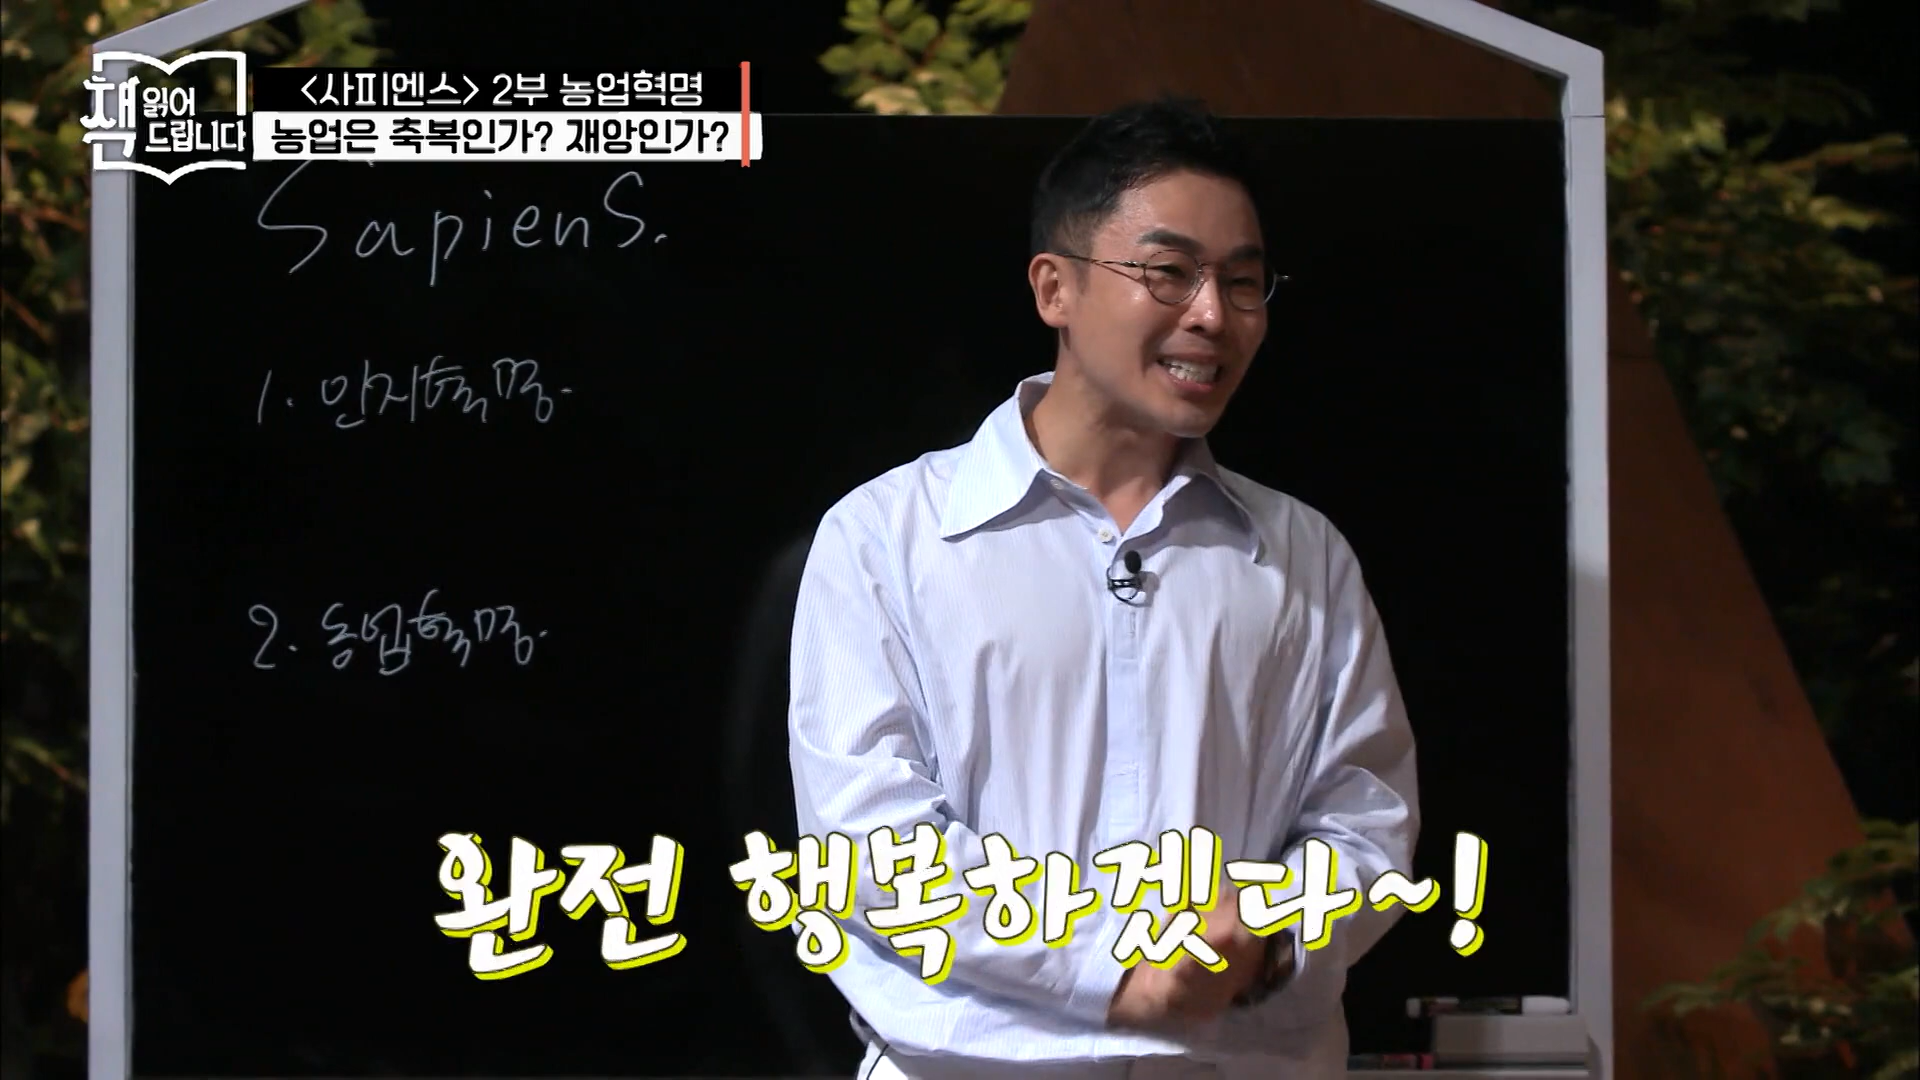 책 읽어
드립니다
<사피엔스> 2부 농업혁명
농업은 축복인가? 재앙인가?
Sapiens.
1. 인지혁명.
2. 농업혁명.
완전 행복하겠다~!